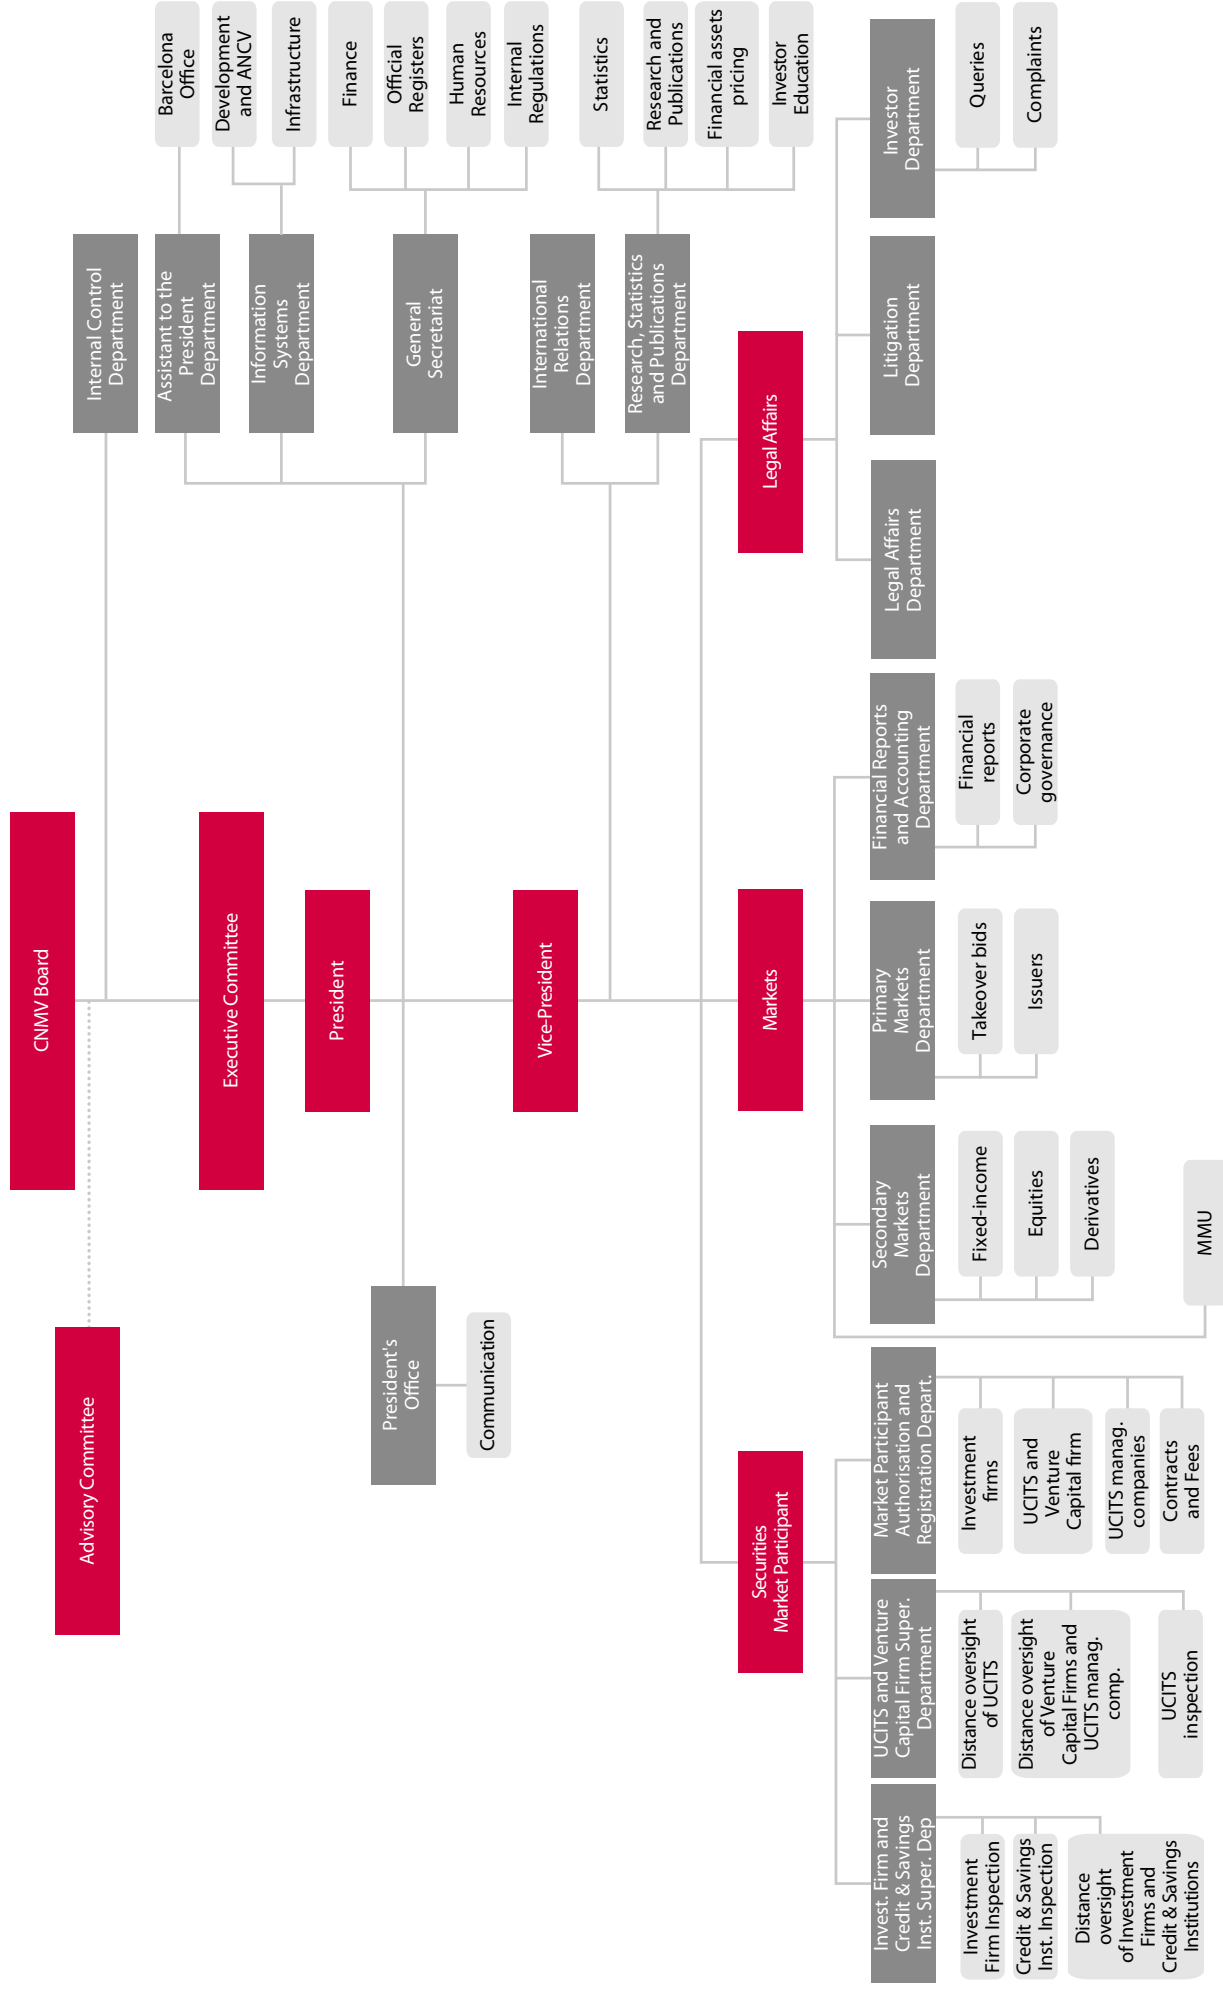 CNMV Board
Advisory Committee
Internal Control
Department
Executive Committee
Assistant to the
President
Department
Barcelona
Office
Information
Systems
Department
Development
and ANCV
Infrastructure
President
General
Secretariat
Finance
Official
Registers
Human
Resources
Internal
Regulations
President's
Office
Communication
Vice-President
International
Relations
Department
Research, Statistics
and Publications
Department
Statistics
Research and
Publications
Financial assets
pricing
Investor
Education
Securities
Market Participant
Markets
Legal Affairs
Invest. Firm and
Credit & Savings
Inst. Super. Dep
Investment
Firm Inspection
Credit & Savings
Inst. Inspection
Distance
oversight
of Investment
Firms and
Credit & Savings
Institutions
UCITS and Venture
Capital Firm Super.
Department
Distance oversight
of UCITS
Distance oversight
of Venture
Capital Firms and
UCITS manag.
comp.
UCITS
inspection
Market Participant
Authorisation and
Registration Depart.
Investment
firms
UCITS and
Venture
Capital firm
UCITS manag.
companies
Contracts
and Fees
MMU
Secondary
Markets
Department
Fixed-income
Equities
Derivatives
Primary
Markets
Department
Takeover bids
Issuers
Financial Reports
and Accounting
Department
Financial
reports
Corporate
governance
Legal Affairs
Department
Litigation
Department
Investor
Department
Queries
Complaints